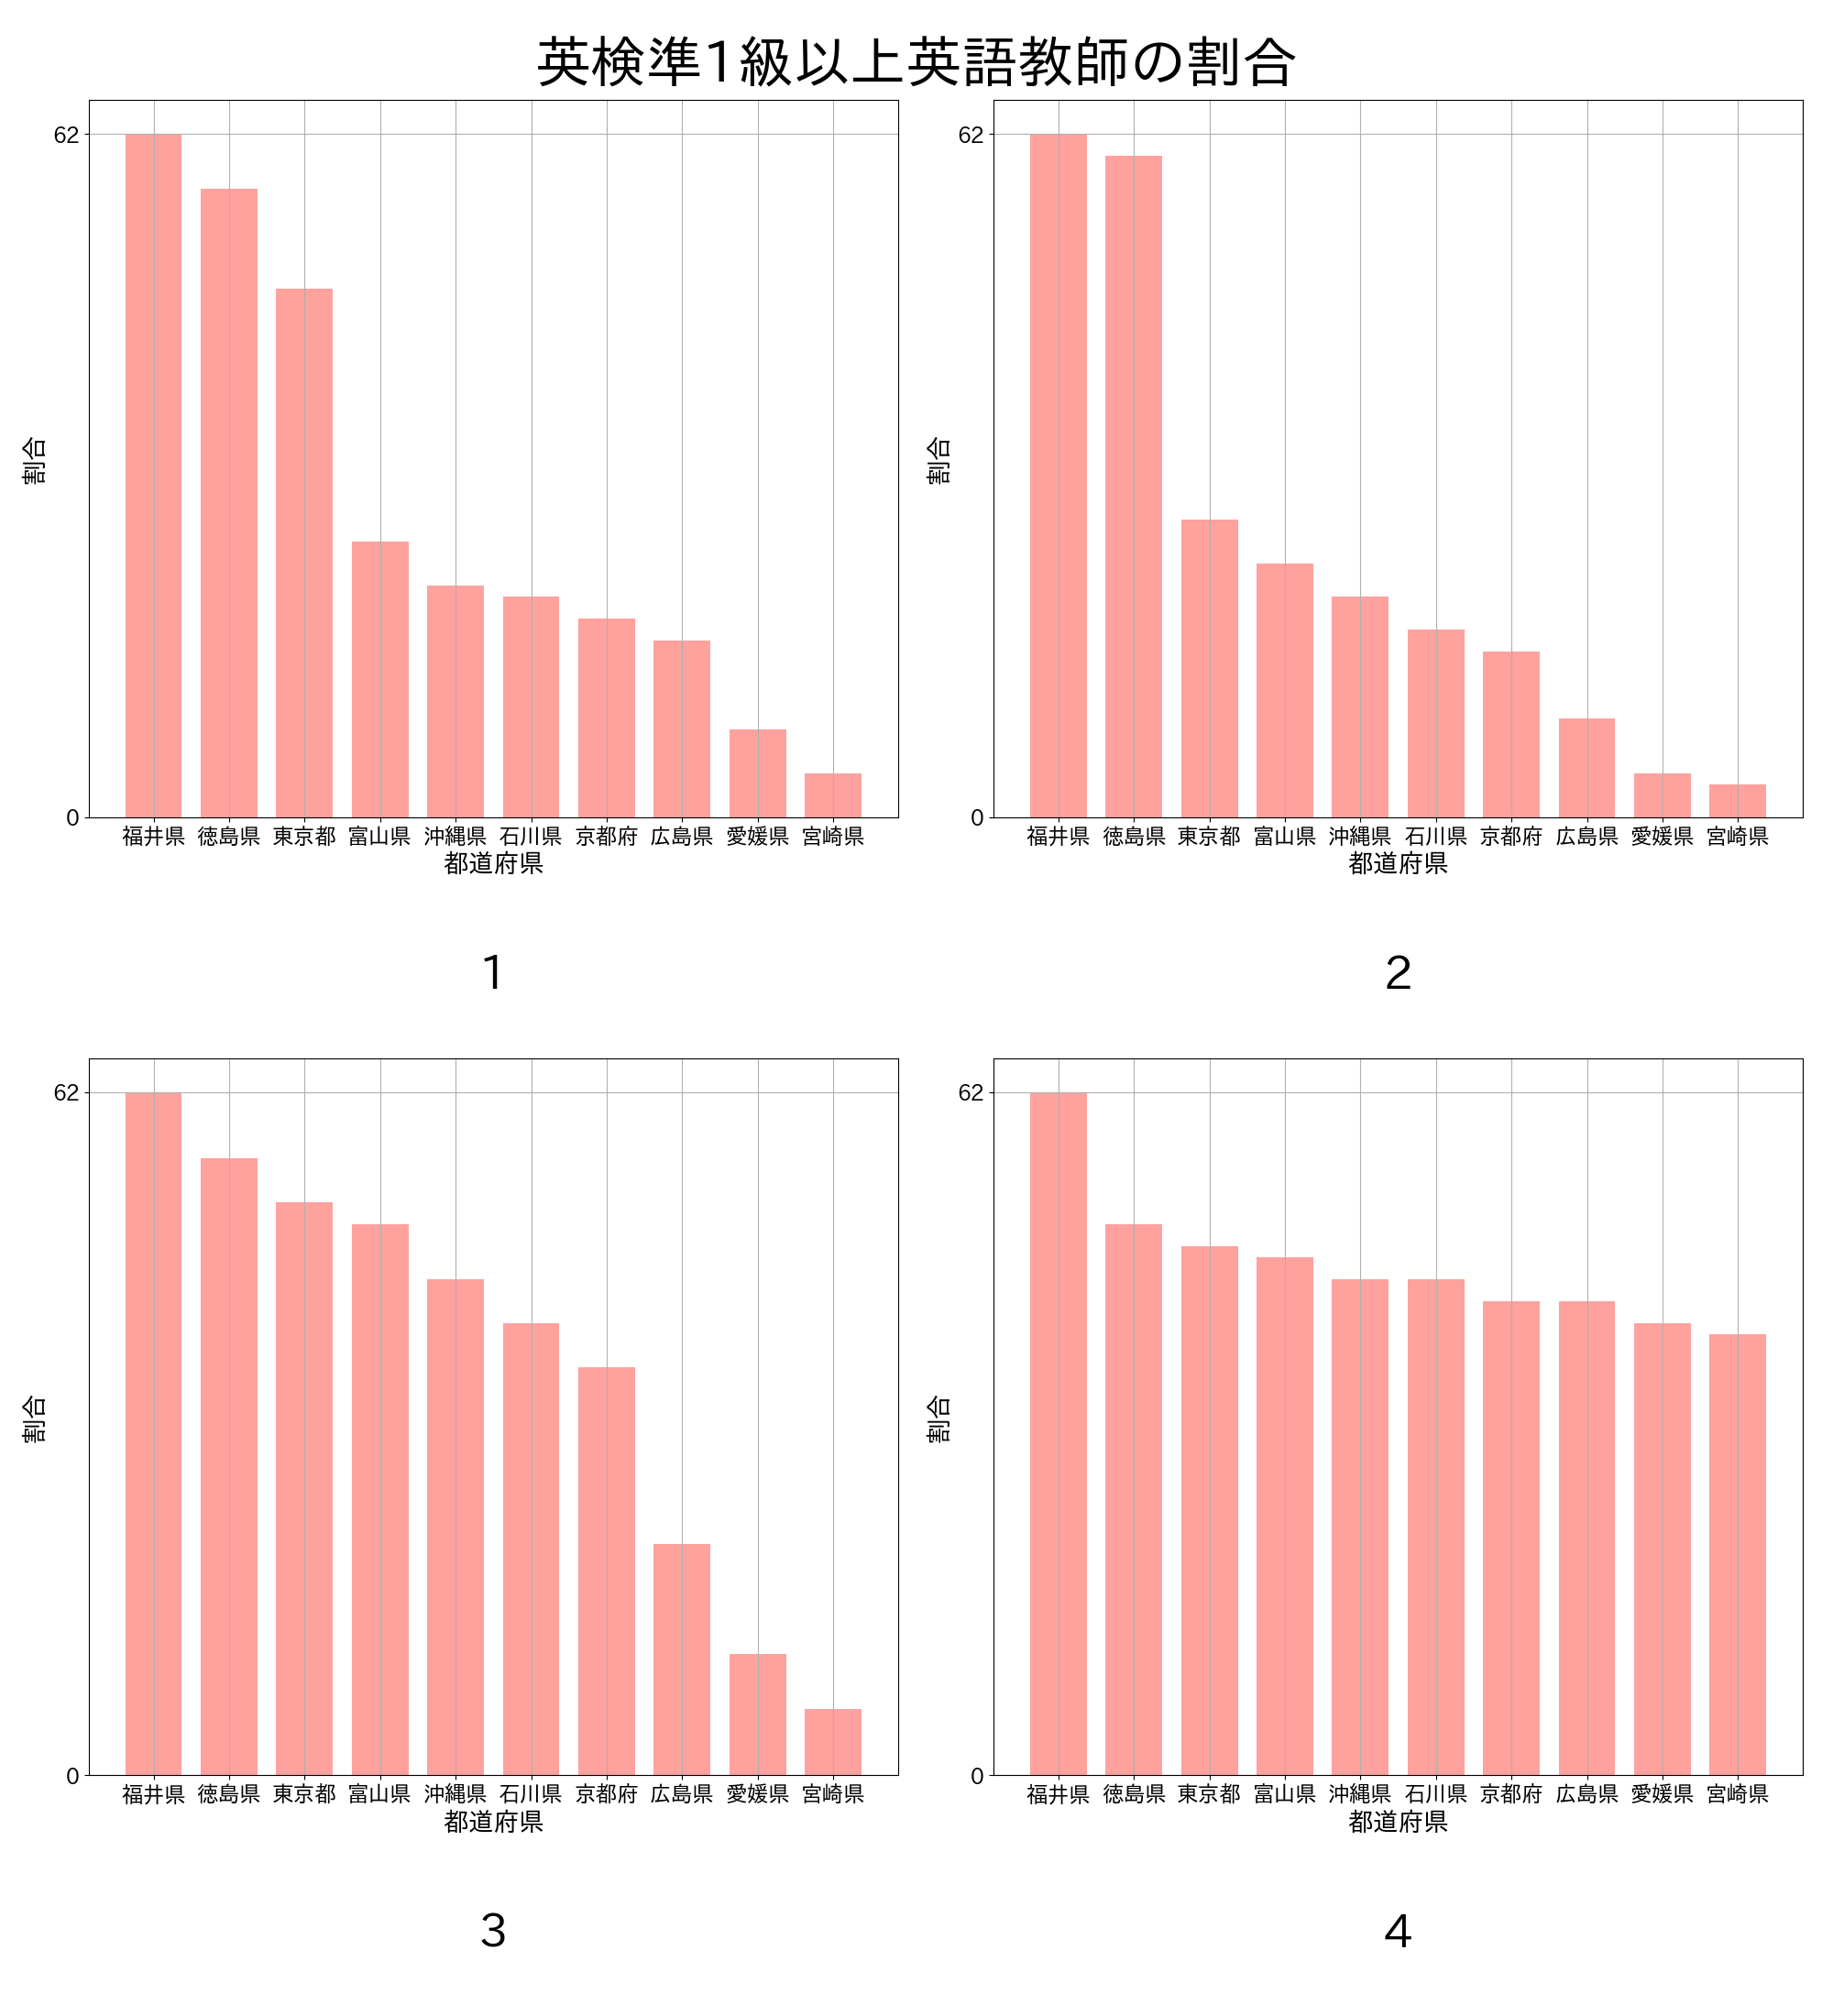 英検準1級以上英語教師の割合
62
0
割合
福井県 徳島県 東京都 富山県 沖縄県 石川県 京都府 広島県 愛媛県 宮崎県
都道府県
1
62
0
割合
福井県 徳島県 東京都 富山県 沖縄県 石川県 京都府 広島県 愛媛県 宮崎県
都道府県
2
62
0
割合
福井県 徳島県 東京都 富山県 沖縄県 石川県 京都府 広島県 愛媛県 宮崎県
都道府県
3
62
0
割合
福井県 徳島県 東京都 富山県 沖縄県 石川県 京都府 広島県 愛媛県 宮崎県
都道府県
4